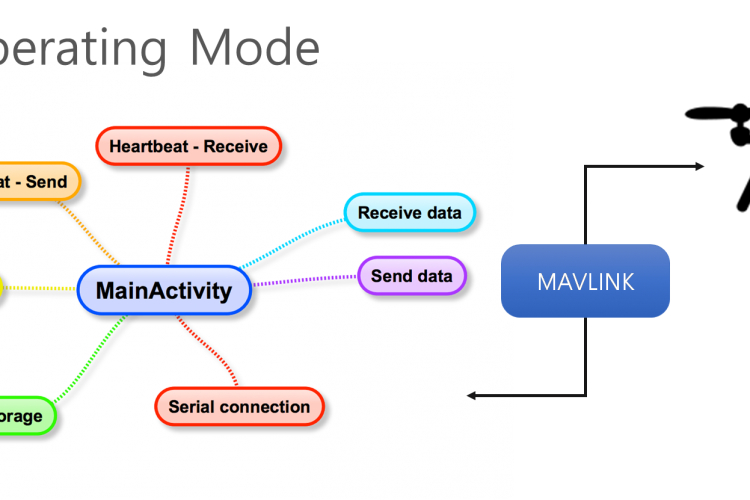 perating Mode
Heartbeat - Receive
at - Send
Receive data
Send data
MainActivity
MAVLINK
Serial connection
orage